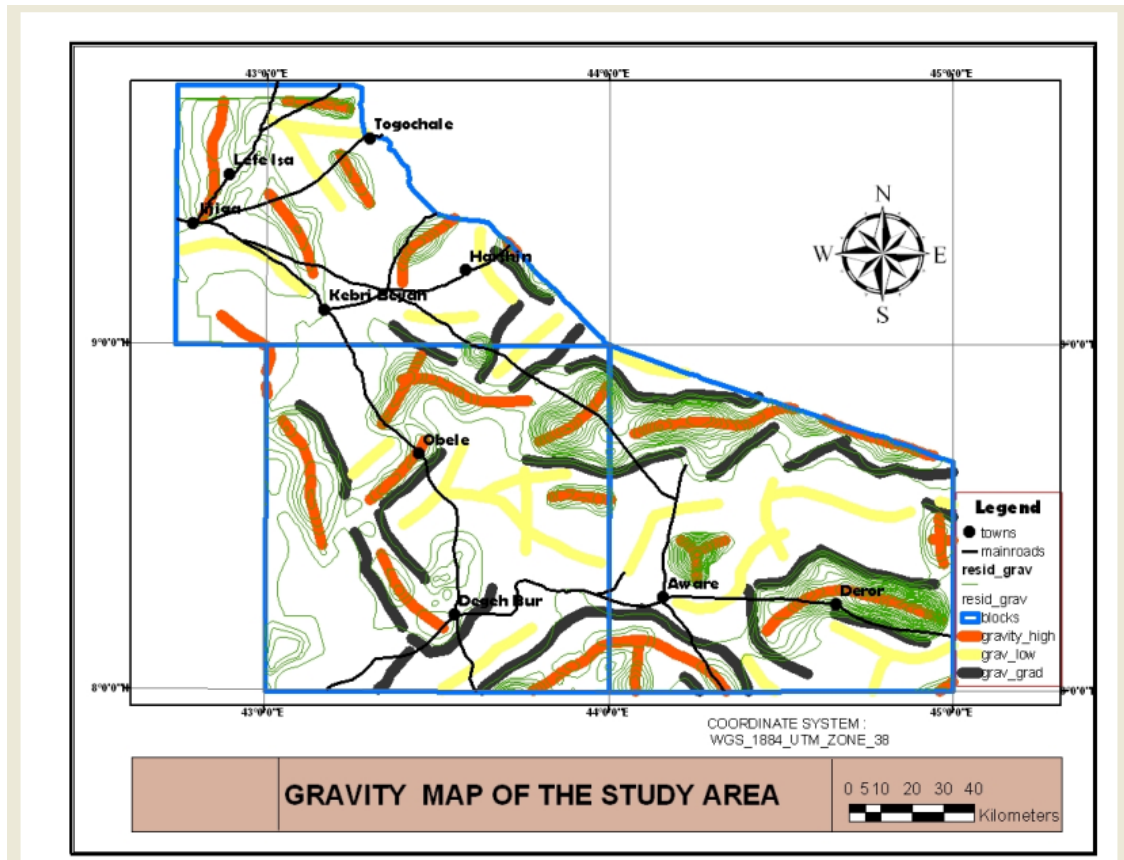 43°0'0"E 44°0'0"E 45°0'0"E
Togochale
Lefe Isa
Jijiga
Harshin
Kebri Beyah
N
W E
S
9°0'0"N 9°0'0"N
Obele
Legend
towns
mainroads
resid_grav
resid_grav
blocks
gravity_high
grav_low
grav_grad
Aware
Deror
Degeh Bur
8°0'0"N 8°0'0"N
43°0'0"E 44°0'0"E 45°0'0"E
COORDINATE SYSTEM :
WGS_1884_UTM_ZONE_38
GRAVITY MAP OF THE STUDY AREA
0 5 10 20 30 40
Kilometers